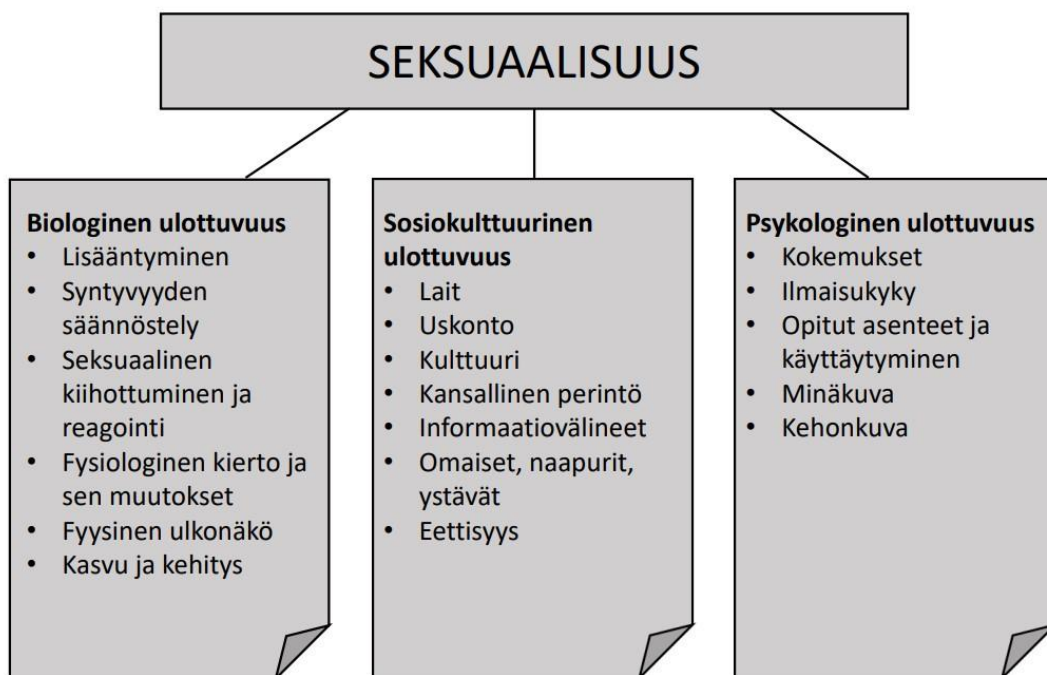 SEKSUAALISUUS
Biologinen ulottuvuus
• Lisääntyminen
• Syntyvyyden
säännöstely
• Seksuaalinen
kiihottuminen ja
reagointi
• Fysiologinen kierto ja
sen muutokset
• Fyysinen ulkonäkö
• Kasvu ja kehitys
Sosiokulttuurinen
ulottuvuus
• Lait
• Uskonto
• Kulttuuri
• Kansallinen perintö
• Informaatiovälineet
• Omaiset, naapurit,
ystävät
• Eettisyys
Psykologinen ulottuvuus
• Kokemukset
• Ilmaisukyky
• Opitut asenteet ja
käyttäytyminen
• Minäkuva
• Kehonkuva